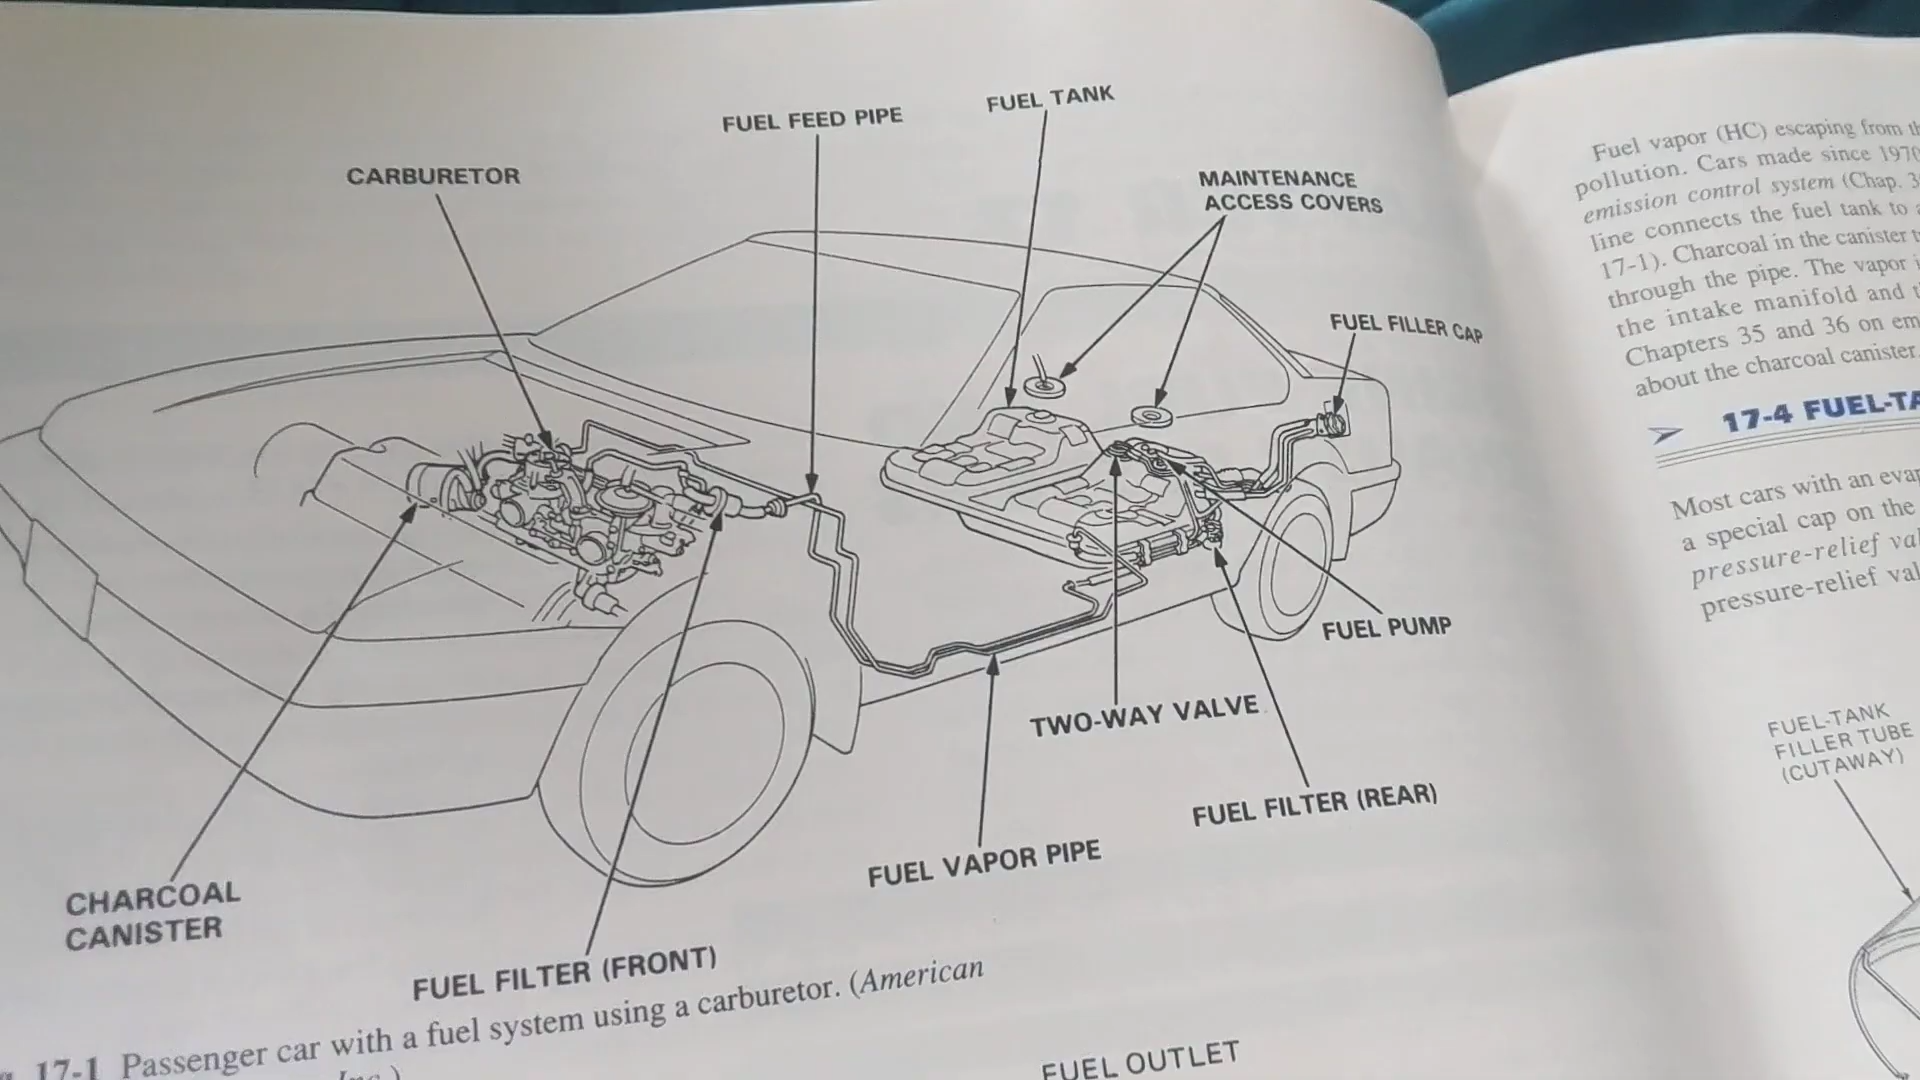 FUEL FEED PIPE
FUEL TANK
CARBURETOR
MAINTENANCE
ACCESS COVERS
FUEL FILLER CAP
FUEL PUMP
TWO-WAY VALVE
FUEL FILTER (REAR)
FUEL VAPOR PIPE
CHARCOAL
CANISTER
FUEL FILTER (FRONT)
17-1 Passenger car with a fuel system using a carburetor. (American
Inc.)
FUEL OUTLET
Fuel vapor (HC) escaping from
pollution. Cars made since 1970
emission control system (Chap.
line connects the fuel tank to
17-1). Charcoal in the canister
through the pipe. The vapor
the intake manifold and
Chapters 35 and 36 on
about the charcoal canister.
17-4 FUEL-TA
Most cars with an
a special cap on the
pressure-relief
pressure-relief
FUEL-TANK
FILLER TUBE
(CUTAWAY)